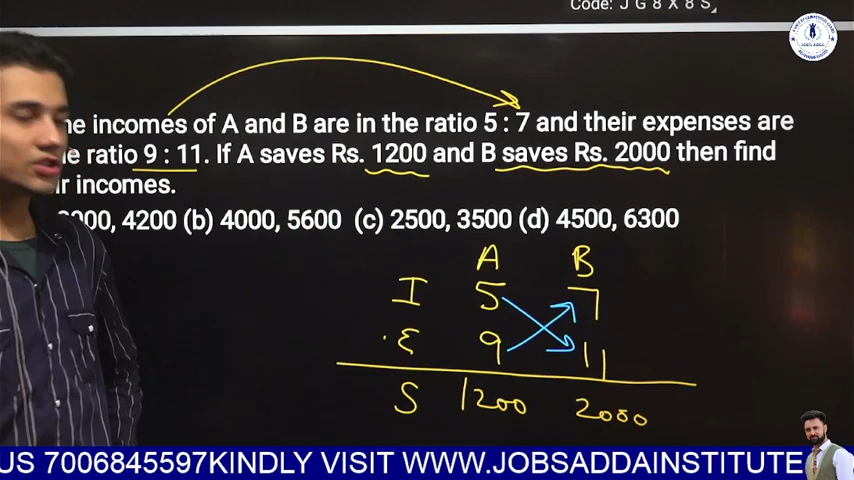 Code: J G 8 X 8 S
he incomes of A and B are in the ratio 5 : 7 and their expenses are
e ratio 9 : 11. If A saves Rs. 1200 and B saves Rs. 2000 then find
ir incomes.
000, 4200 (b) 4000, 5600 (c) 2500, 3500 (d) 4500, 6300
A B
I 5 7
E 9 11
S 1200 2000
US 7006845597KINDLY VISIT WWW.JOBSADDAINSTITUTE